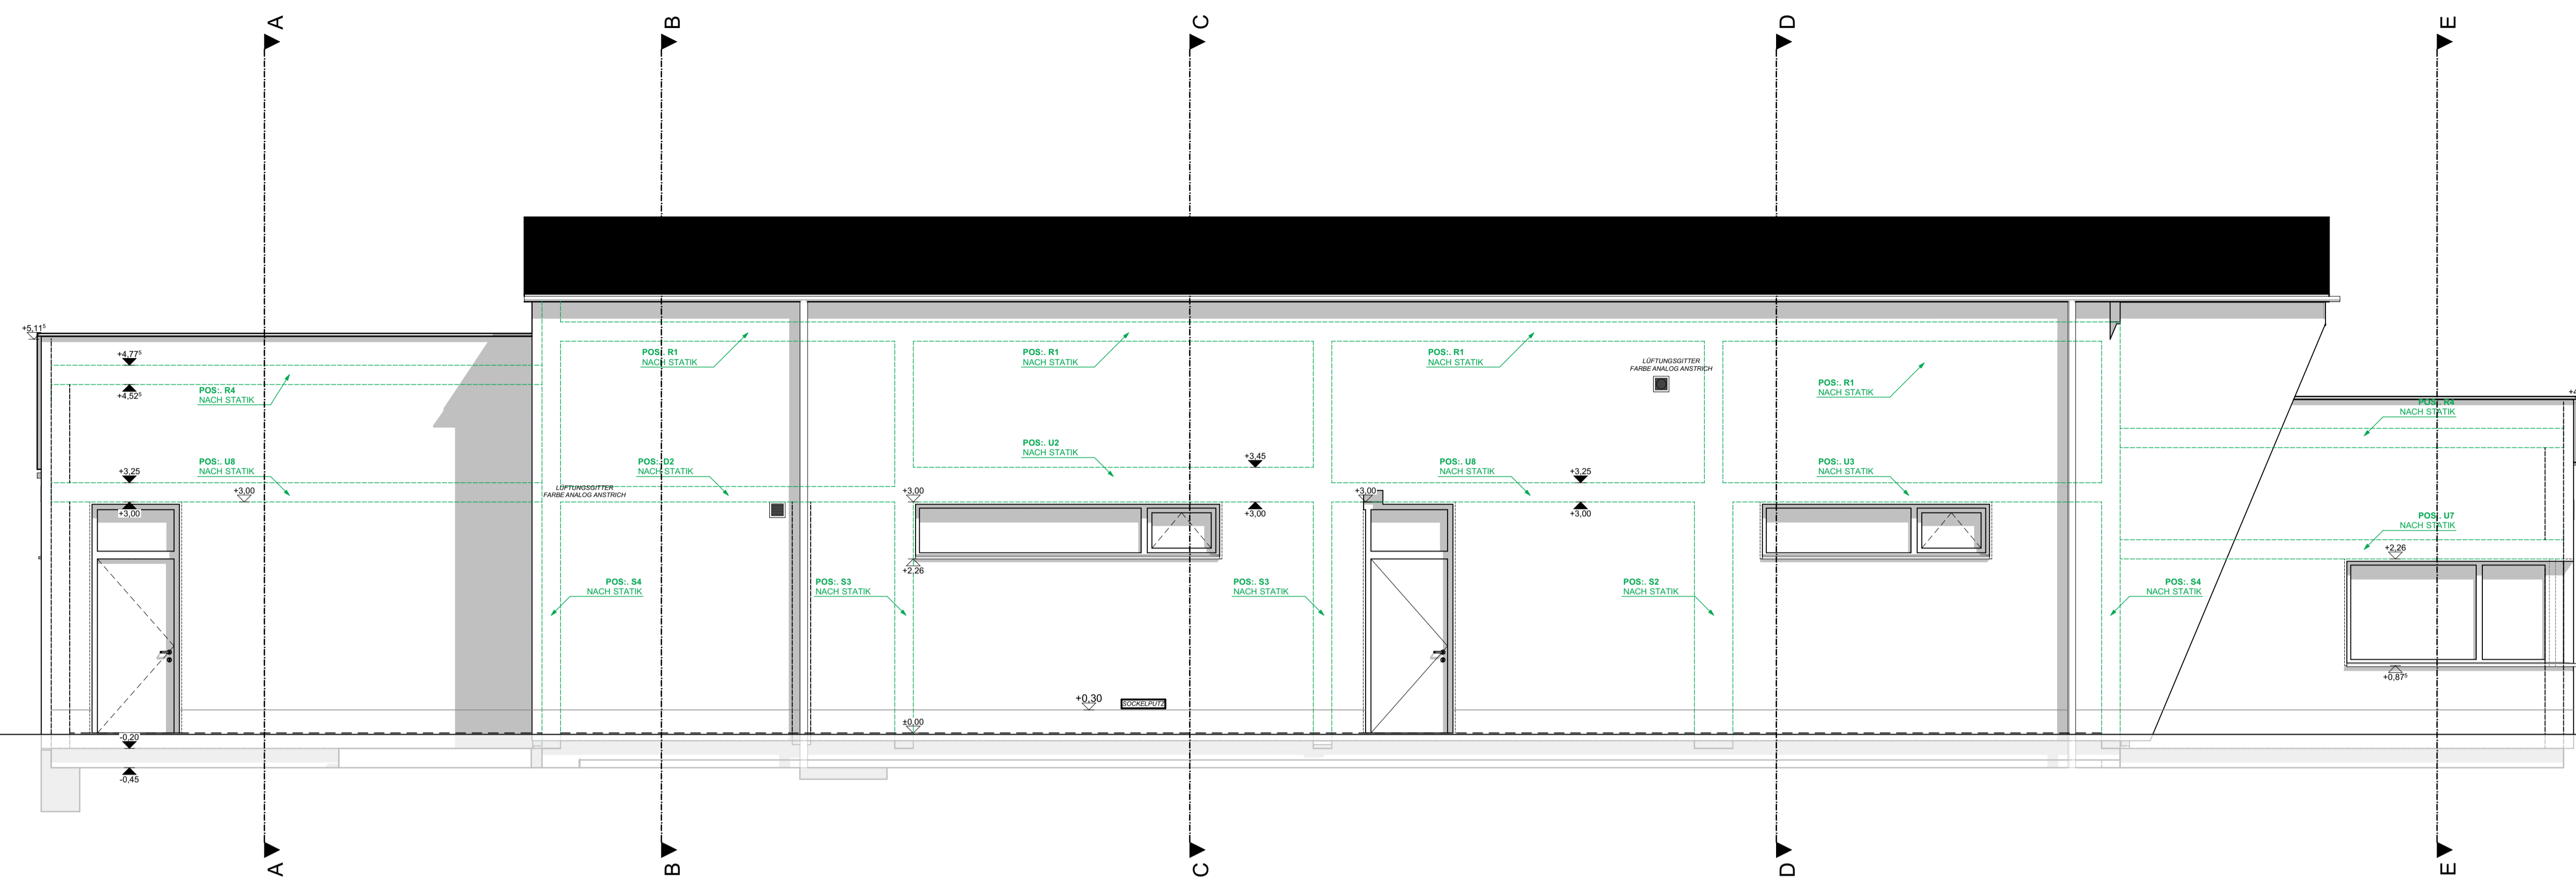 A
B
C
D
E
+5,11⁵
+4,77⁵
+4,52⁵
POS:. R4
NACH STATIK
POS:. R1
NACH STATIK
POS:. R1
NACH STATIK
POS:. R1
NACH STATIK
LÜFTUNGSGITTER
FARBE ANALOG ANSTRICH
POS:. R1
NACH STATIK
POS:. R4
NACH STATIK
POS:. U8
NACH STATIK
+3,25
+3,00
+3,00
POS:. D2
NACH STATIK
LÜFTUNGSGITTER
FARBE ANALOG ANSTRICH
POS:. U2
NACH STATIK
+3,45
+3,00
+3,00
+2,26
POS:. U8
NACH STATIK
+3,25
+3,00
+3,00
POS:. U3
NACH STATIK
POS:. U7
NACH STATIK
+2,26
POS:. S4
NACH STATIK
POS:. S3
NACH STATIK
POS:. S3
NACH STATIK
POS:. S2
NACH STATIK
POS:. S4
NACH STATIK
+0,87⁵
+0,30
SOCKELPUTZ
±0,00
-0,20
-0,45
A
B
C
D
E